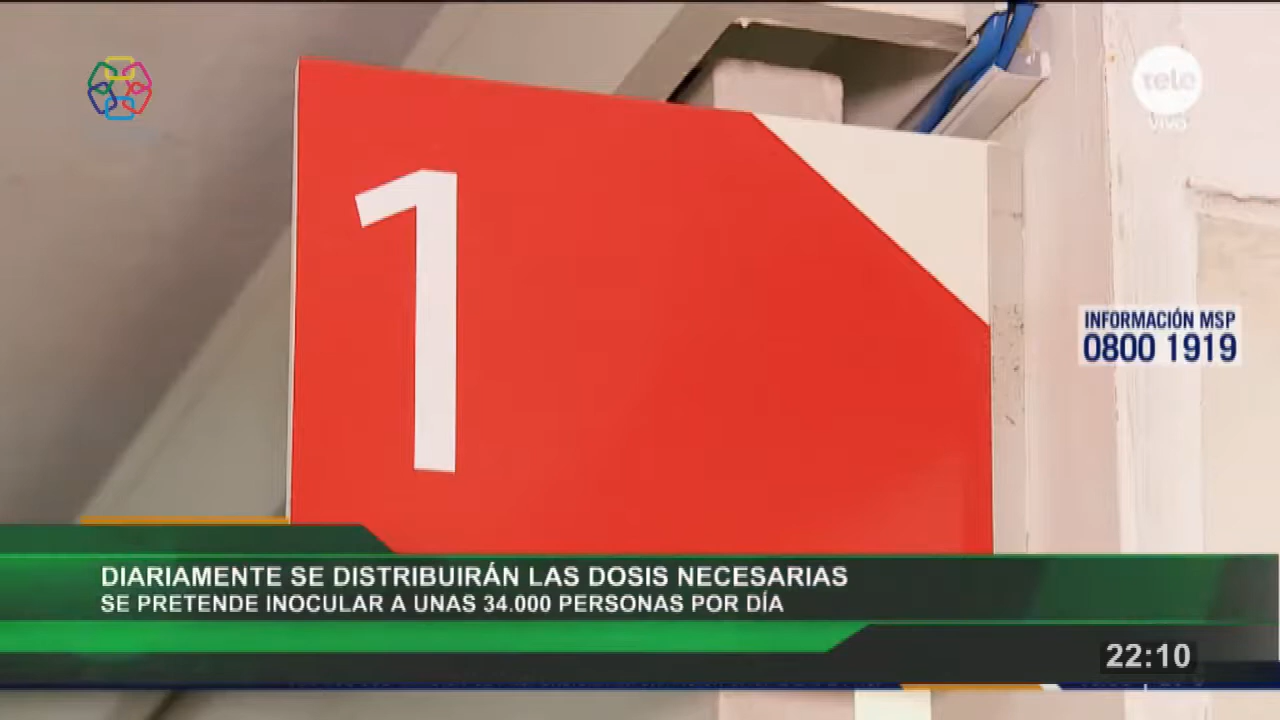 tele
VIVO
1
INFORMACIÓN MSP
0800 1919
DIARIAMENTE SE DISTRIBUIRÁN LAS DOSIS NECESARIAS
SE PRETENDE INOCULAR A UNAS 34.000 PERSONAS POR DÍA
22:10